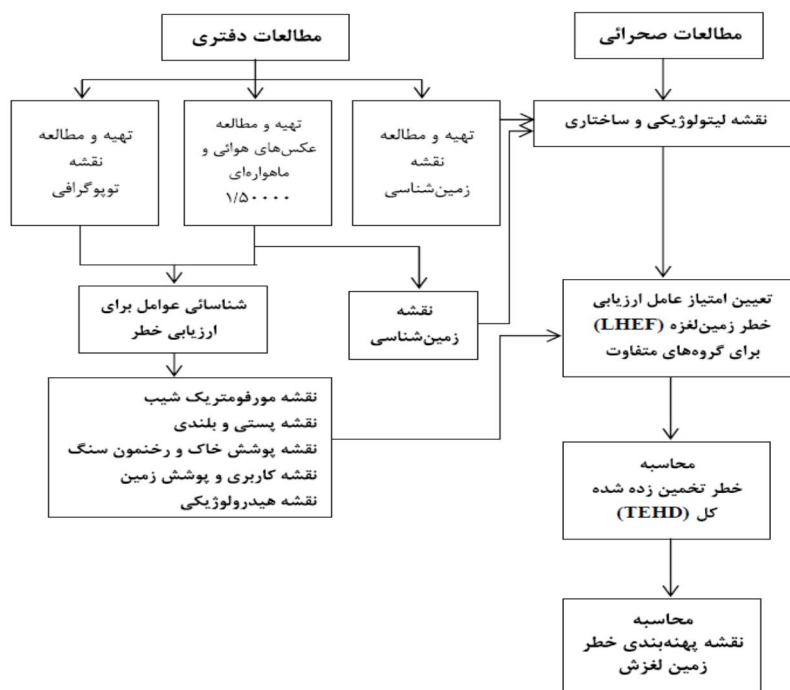 مطالعات صحرائی
مطالعات دفتری
نقشه لیتولوژیکی و ساختاری
تهیه و مطالعه
نقشه
زمین‌شناسی
تهیه و مطالعه
عکس‌های هوائی و
ماهواره‌ای
۱/۵۰۰۰۰
تهیه و مطالعه
نقشه
توپوگرافی
تعیین امتیاز عامل ارزیابی
خطر زمین‌لغزه (LHEF)
برای گروه‌های متفاوت
نقشه
زمین‌شناسی
شناسائی عوامل برای
ارزیابی خطر
نقشه مورفومتریک شیب
نقشه پستی و بلندی
نقشه پوشش خاک و رخنمون سنگ
نقشه کاربری و پوشش زمین
نقشه هیدرولوژیکی
محاسبه
خطر تخمین زده شده
کل (TEHD)
محاسبه
نقشه پهنه‌بندی خطر
زمین لغزش